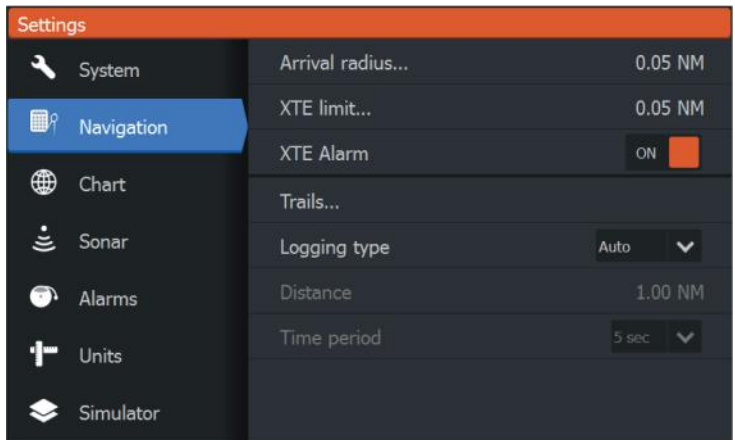 Settings
System
Navigation
Chart
Sonar
Alarms
Units
Simulator
Arrival radius... 0.05 NM
XTE limit... 0.05 NM
XTE Alarm ON
Trails...
Logging type Auto
Distance 1.00 NM
Time period 5 sec